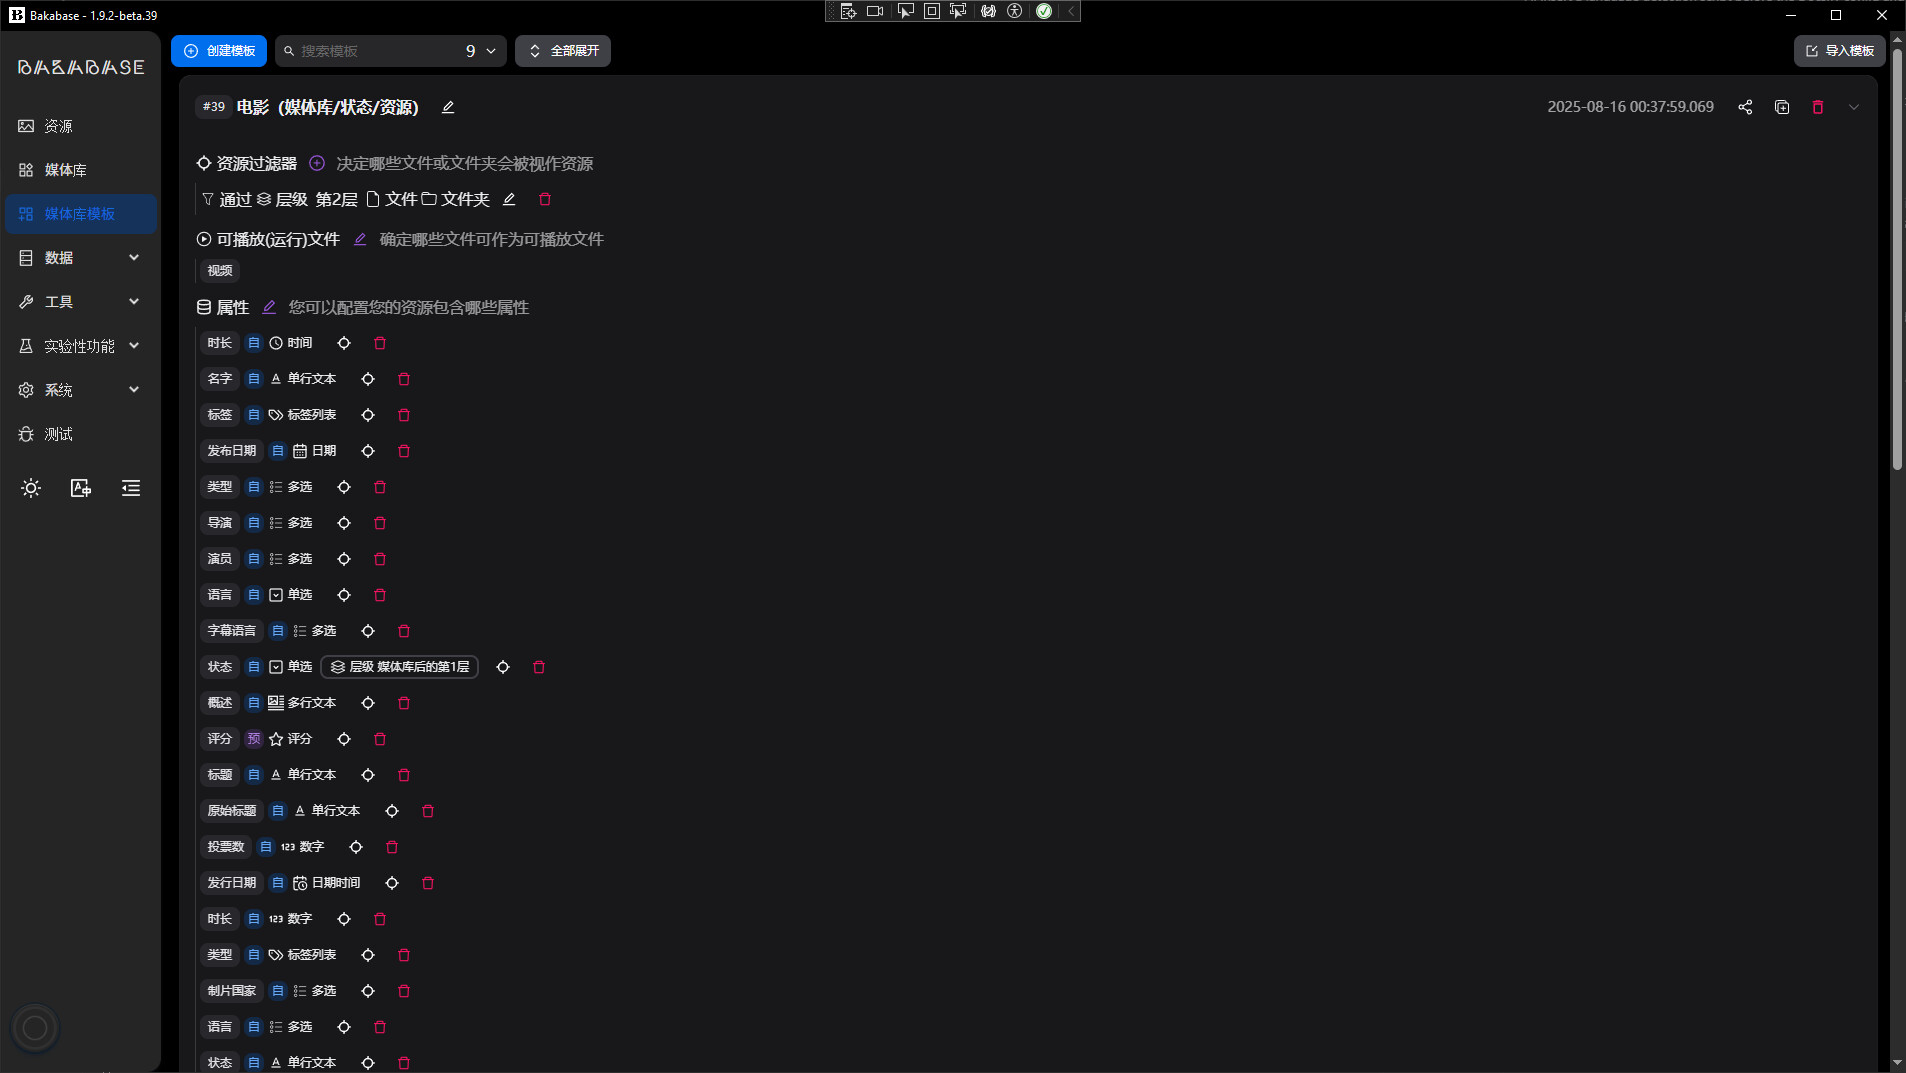 Bakabase - 1.9.2-beta.39
BAKABASE
创建模板
搜索模板
9
全部展开
导入模板
资源
媒体库
媒体库模板
数据
工具
实验性功能
系统
测试
#39 电影（媒体库/状态/资源）
2025-08-16 00:37:59.069
资源过滤器 决定哪些文件或文件夹会被视作资源
通过 层级 第2层 文件 文件夹
可播放(运行)文件 确定哪些文件可作为可播放文件
视频
属性 您可以配置您的资源包含哪些属性
时长 自 时间
名字 自 单行文本
标签 自 标签列表
发布日期 自 日期
类型 自 多选
导演 自 多选
演员 自 多选
语言 自 单选
字幕语言 自 多选
状态 自 单选 层级 媒体库后的第1层
概述 自 多行文本
评分 预 评分
标题 自 单行文本
原始标题 自 单行文本
投票数 自 123 数字
发行日期 自 日期时间
时长 自 123 数字
类型 自 标签列表
制片国家 自 多选
语言 自 多选
状态 自 单行文本